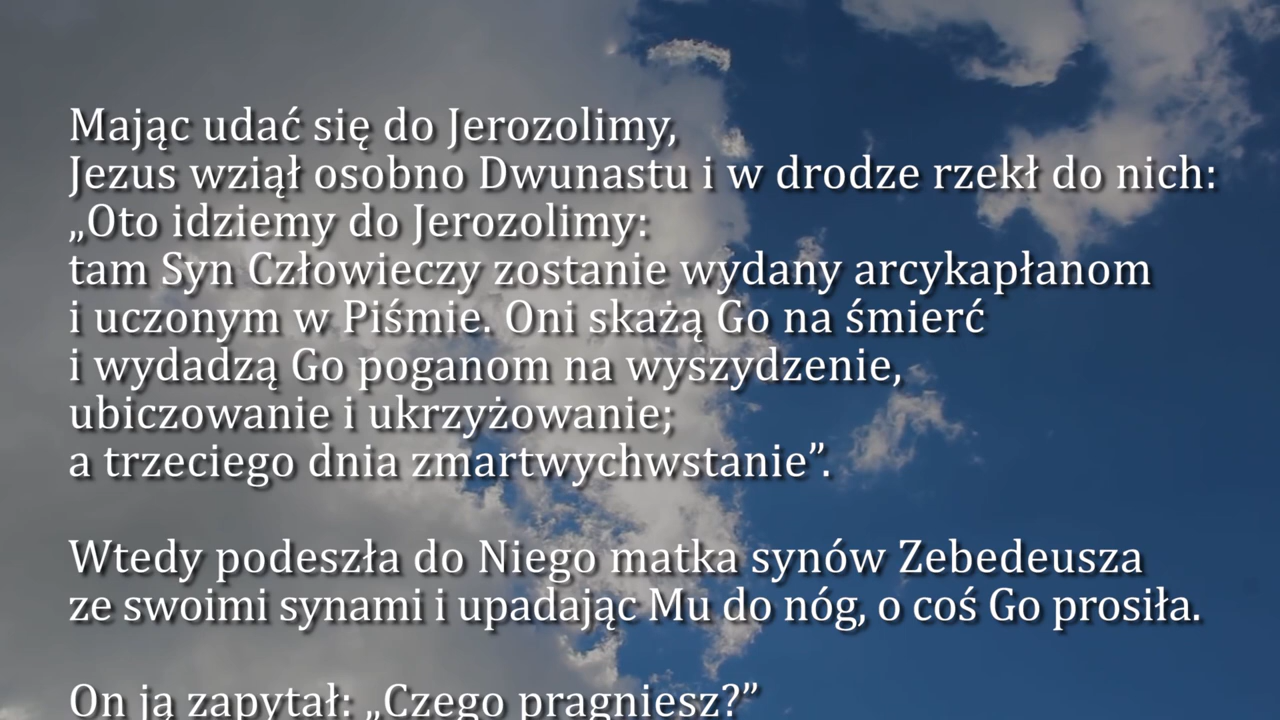 Mając udać się do Jerozolimy,
Jezus wziął osobno Dwunastu i w drodze rzekł do nich:
„Oto idziemy do Jerozolimy:
tam Syn Człowieczy zostanie wydany arcykapłanom
i uczonym w Piśmie. Oni skażą Go na śmierć
i wydadzą Go poganom na wyszydzenie,
ubiczowanie i ukrzyżowanie;
a trzeciego dnia zmartwychwstanie”.
Wtedy podeszła do Niego matka synów Zebedeusza
ze swoimi synami i upadając Mu do nóg, o coś Go prosiła.
On ją zapytał: „Czego pragniesz?”